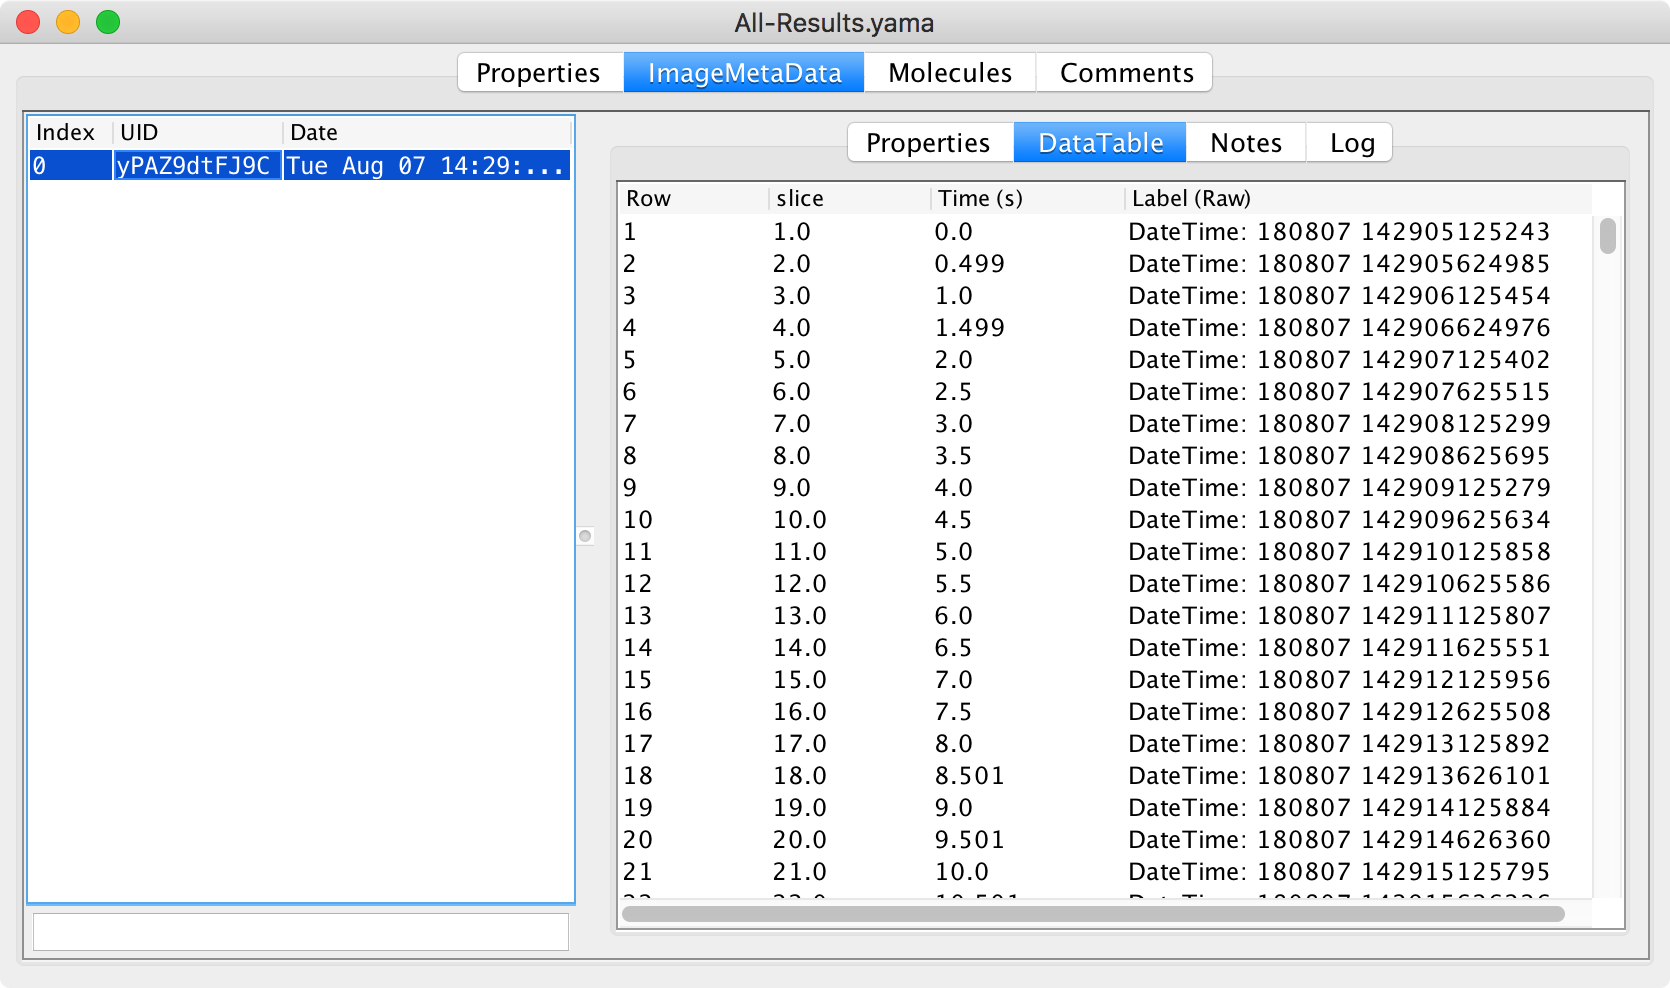 All-Results.yama
Properties ImageMetaData Molecules Comments
Index UID Date
0 yPAZ9dtFJ9C Tue Aug 07 14:29:...
Properties DataTable Notes Log
Row slice Time (s) Label (Raw)
1 1.0 0.0 DateTime: 180807 142905125243
2 2.0 0.499 DateTime: 180807 142905624985
3 3.0 1.0 DateTime: 180807 142906125454
4 4.0 1.499 DateTime: 180807 142906624976
5 5.0 2.0 DateTime: 180807 142907125402
6 6.0 2.5 DateTime: 180807 142907625515
7 7.0 3.0 DateTime: 180807 142908125299
8 8.0 3.5 DateTime: 180807 142908625695
9 9.0 4.0 DateTime: 180807 142909125279
10 10.0 4.5 DateTime: 180807 142909625634
11 11.0 5.0 DateTime: 180807 142910125858
12 12.0 5.5 DateTime: 180807 142910625586
13 13.0 6.0 DateTime: 180807 142911125807
14 14.0 6.5 DateTime: 180807 142911625551
15 15.0 7.0 DateTime: 180807 142912125956
16 16.0 7.5 DateTime: 180807 142912625508
17 17.0 8.0 DateTime: 180807 142913125892
18 18.0 8.501 DateTime: 180807 142913626101
19 19.0 9.0 DateTime: 180807 142914125884
20 20.0 9.501 DateTime: 180807 142914626360
21 21.0 10.0 DateTime: 180807 142915125795